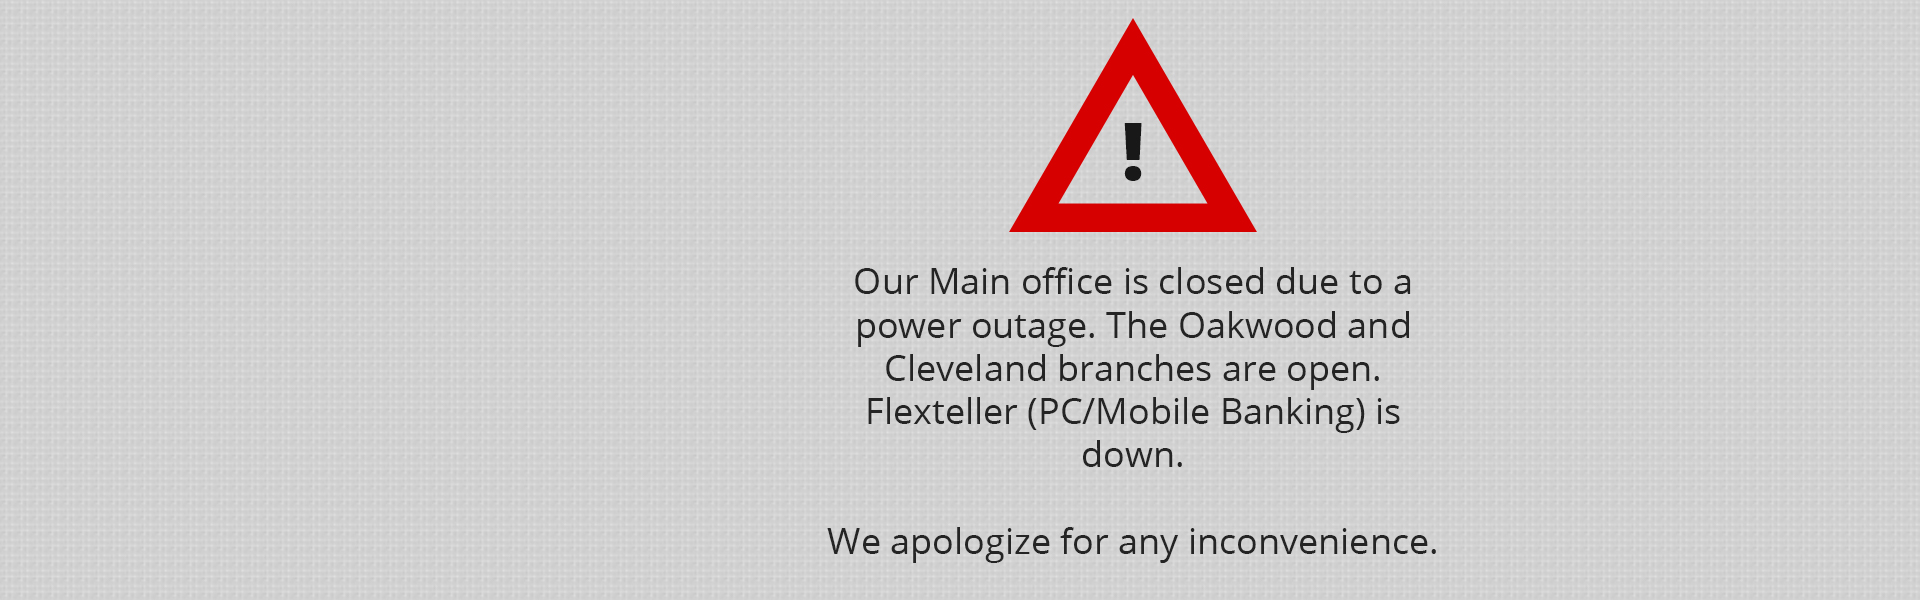 !
Our Main office is closed due to a
power outage. The Oakwood and
Cleveland branches are open.
Flexteller (PC/Mobile Banking) is
down.
We apologize for any inconvenience.